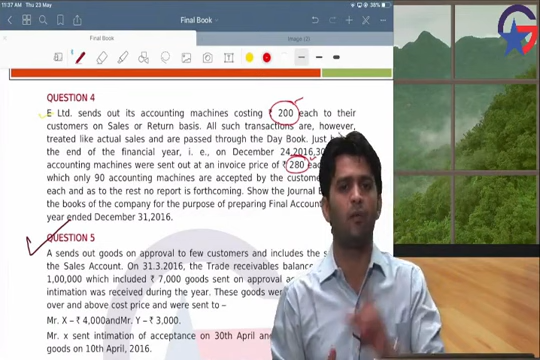 11:37 AM Thu 23 May
38%
Final Book
Final Book
Image (2)
QUESTION 4
E Ltd. sends out its accounting machines costing ₹ 200 each to their
customers on Sales or Return basis. All such transactions are, however,
treated like actual sales and are passed through the Day Book. Just
the end of the financial year, i. e., on December 24,2016,
accounting machines were sent out at an invoice price of ₹ 280
which only 90 accounting machines are accepted by the
each and as to the rest no report is forthcoming. Show the Journal
the books of the company for the purpose of preparing Final
year ended December 31,2016.
QUESTION 5
A sends out goods on approval to few customers and includes the
the Sales Account. On 31.3.2016, the Trade receivables
1,00,000 which included ₹ 7,000 goods sent on approval
intimation was received during the year. These goods
over and above cost price and were sent to –
Mr. X – ₹ 4,000andMr. Y – ₹ 3,000.
Mr. x sent intimation of acceptance on 30th April and
goods on 10th April, 2016.